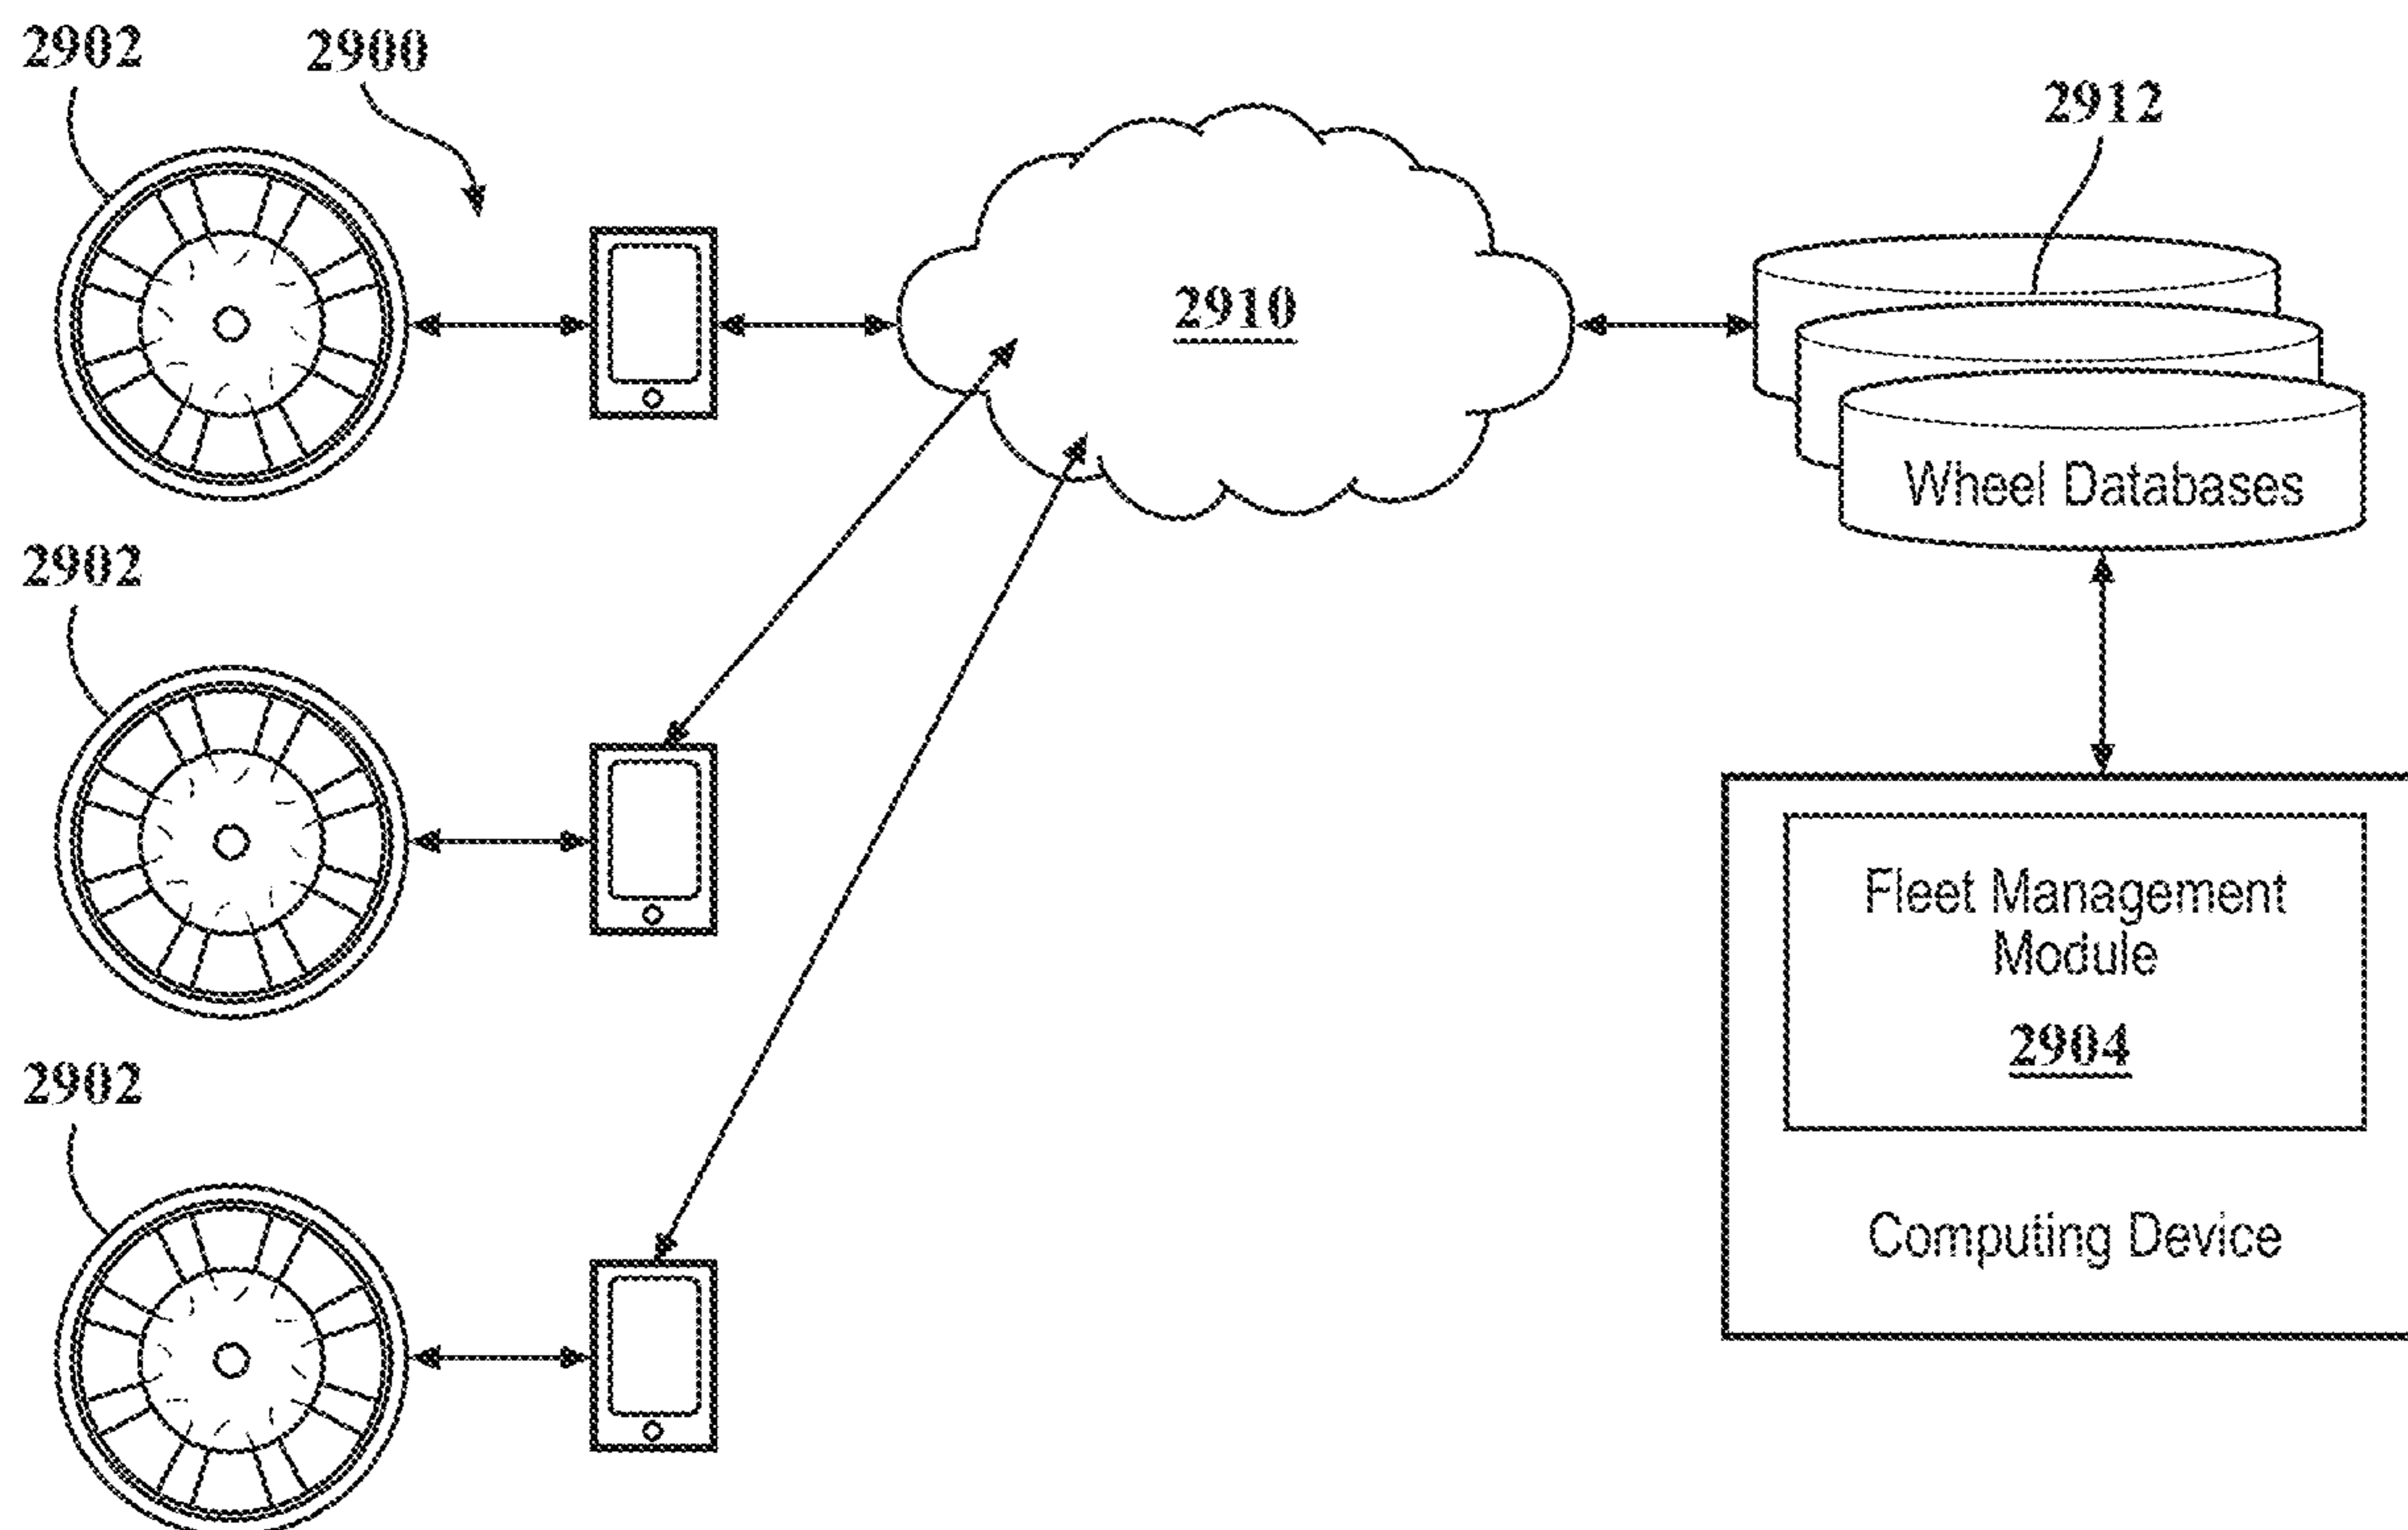 2902
2900
2912
2910
Wheel Databases
2902
Fleet Management
Module
2904
2902
Computing Device